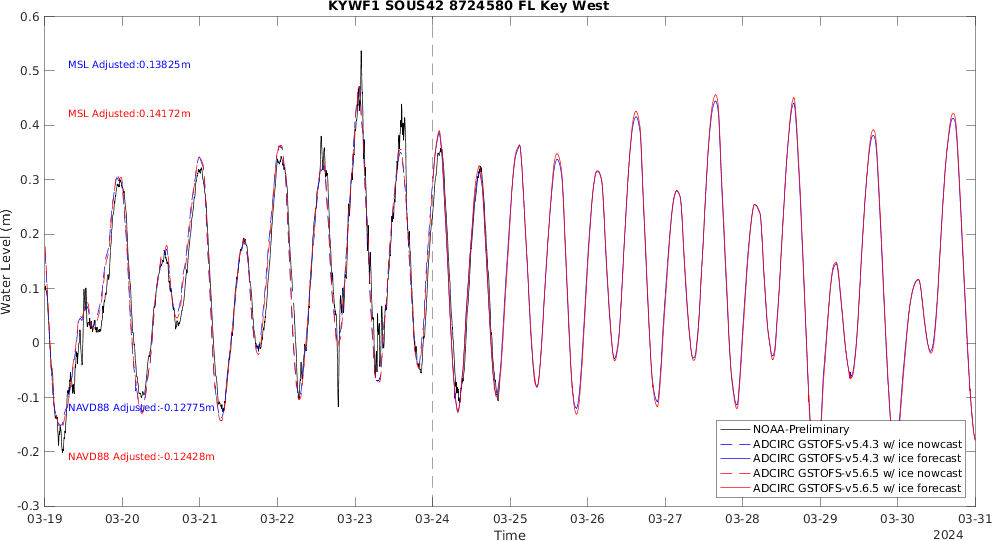 KYWF1 SOUS42 8724580 FL Key West
0.6
0.5
0.4
0.3
0.2
0.1
0
-0.1
-0.2
-0.3
Water Level (m)
MSL Adjusted:0.13825m
MSL Adjusted:0.14172m
NAVD88 Adjusted:-0.12775m
NAVD88 Adjusted:-0.12428m
NOAA-Preliminary
ADCIRC GSTOFS-v5.4.3 w/ ice nowcast
ADCIRC GSTOFS-v5.4.3 w/ ice forecast
ADCIRC GSTOFS-v5.6.5 w/ ice nowcast
ADCIRC GSTOFS-v5.6.5 w/ ice forecast
03-19 03-20 03-21 03-22 03-23 03-24 03-25 03-26 03-27 03-28 03-29 03-30 03-31
Time
2024